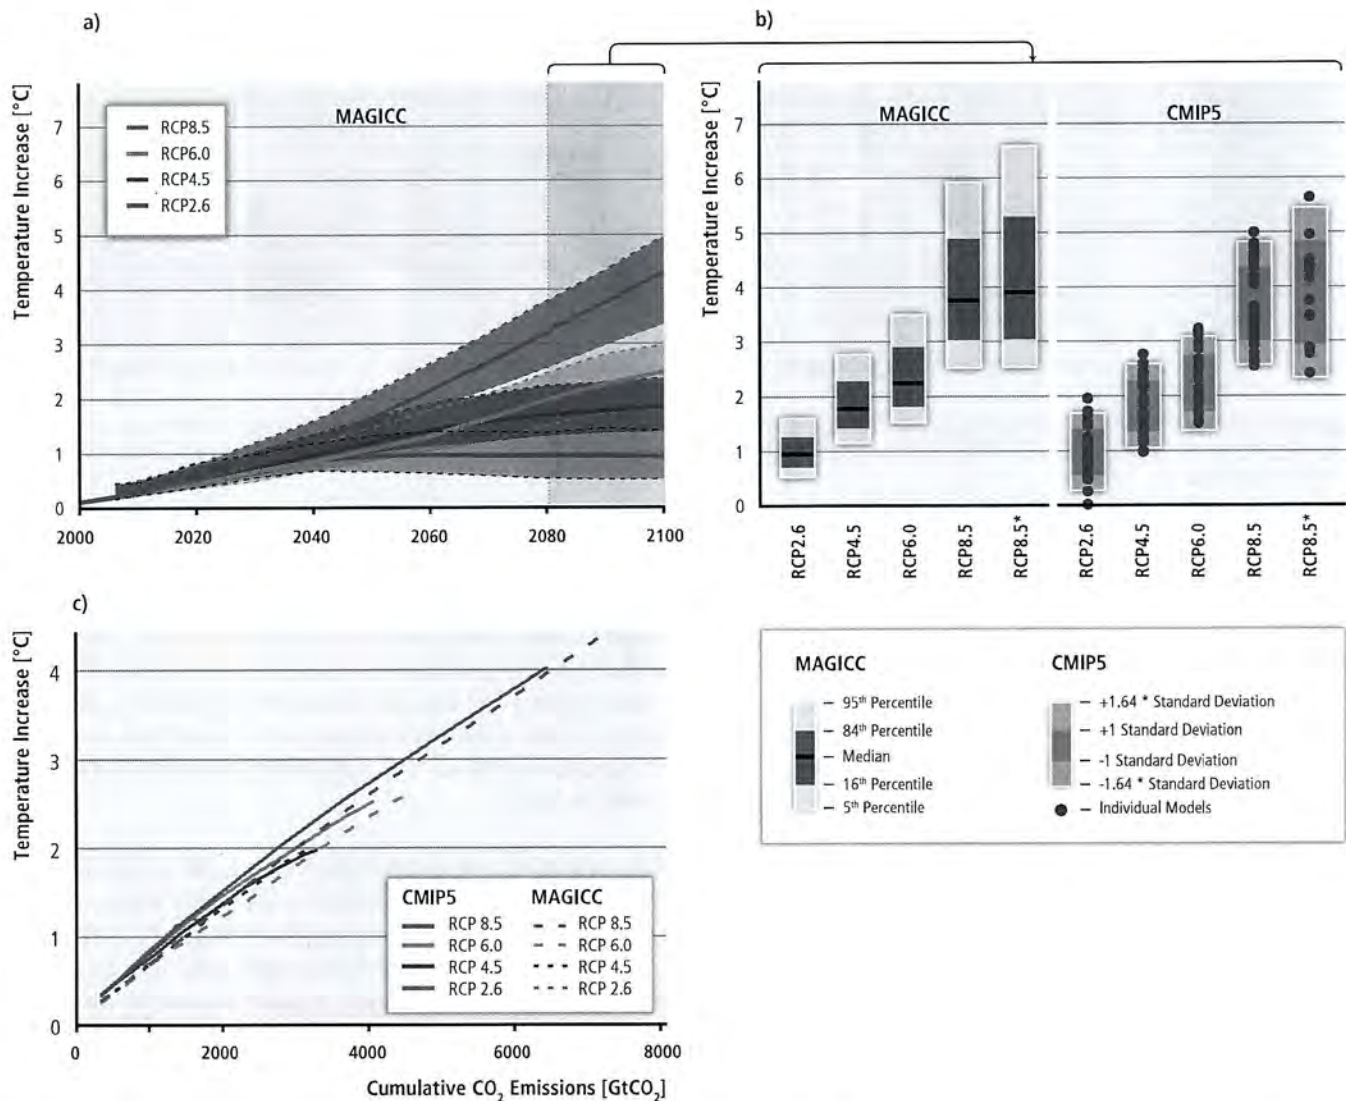 a)
Temperature Increase [°C]
7
6
5
4
3
2
1
0
MAGICC
RCP8.5
RCP6.0
RCP4.5
RCP2.6
2000 2020 2040 2060 2080 2100
b)
Temperature Increase [°C]
7
6
5
4
3
2
1
0
MAGICC
CMIP5
RCP2.6
RCP4.5
RCP6.0
RCP8.5
RCP8.5*
RCP2.6
RCP4.5
RCP6.0
RCP8.5
RCP8.5*
c)
Temperature Increase [°C]
4
3
2
1
0
CMIP5 MAGICC
RCP 8.5 RCP 8.5
RCP 6.0 RCP 6.0
RCP 4.5 RCP 4.5
RCP 2.6 RCP 2.6
0 2000 4000 6000 8000
Cumulative CO₂ Emissions [GtCO₂]
MAGICC
– 95th Percentile
– 84th Percentile
– Median
– 16th Percentile
– 5th Percentile
CMIP5
– +1.64 * Standard Deviation
– +1 Standard Deviation
– -1 Standard Deviation
– -1.64 * Standard Deviation
– Individual Models